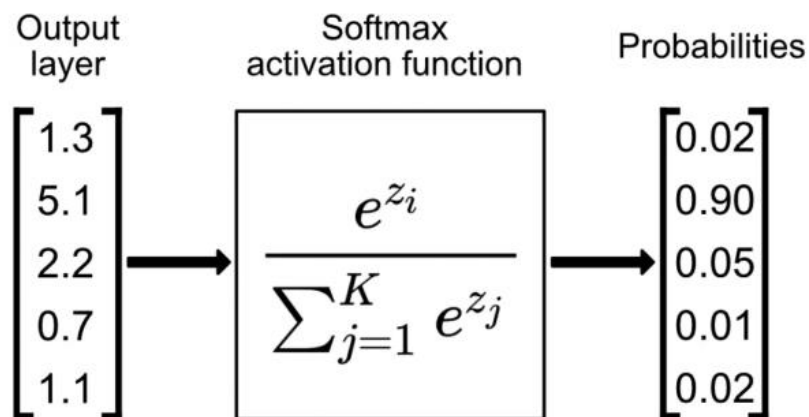 Output
layer
Softmax
activation function
Probabilities
1.3
5.1
2.2
0.7
1.1
e^{z_i}
∑_{j=1}^{K} e^{z_j}
0.02
0.90
0.05
0.01
0.02